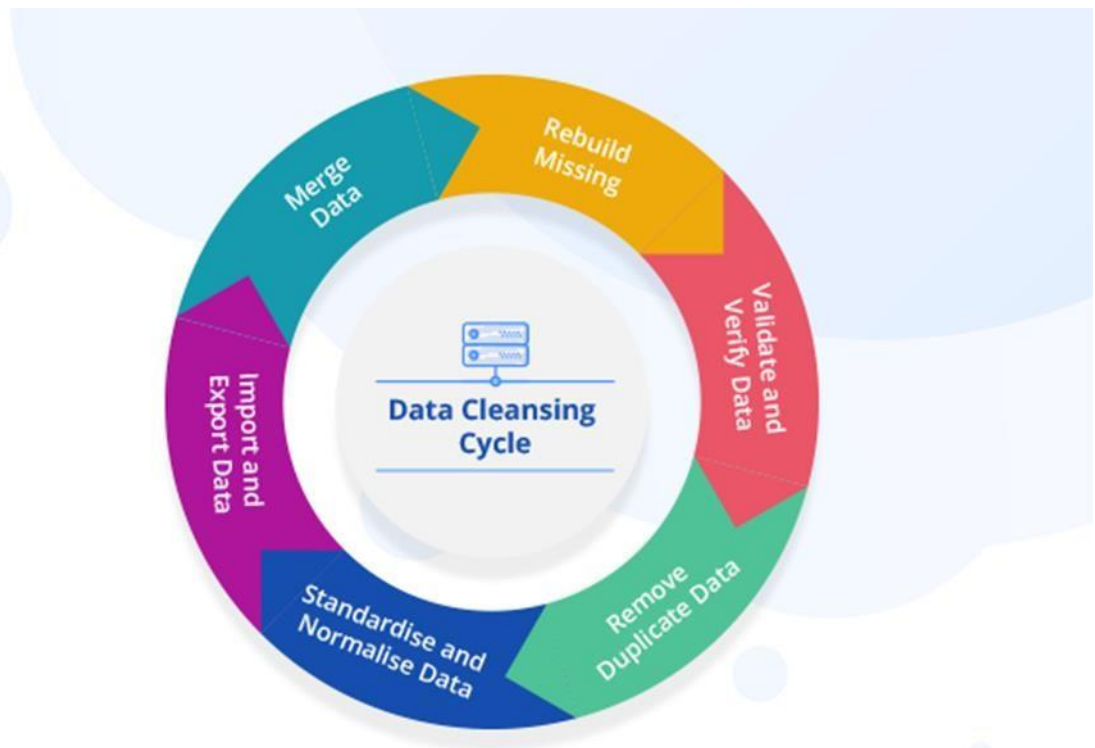 Rebuild
Missing
Validate and
Verify Data
Remove
Duplicate Data
Standardise and
Normalise Data
Import and
Export Data
Merge
Data
Data Cleansing
Cycle